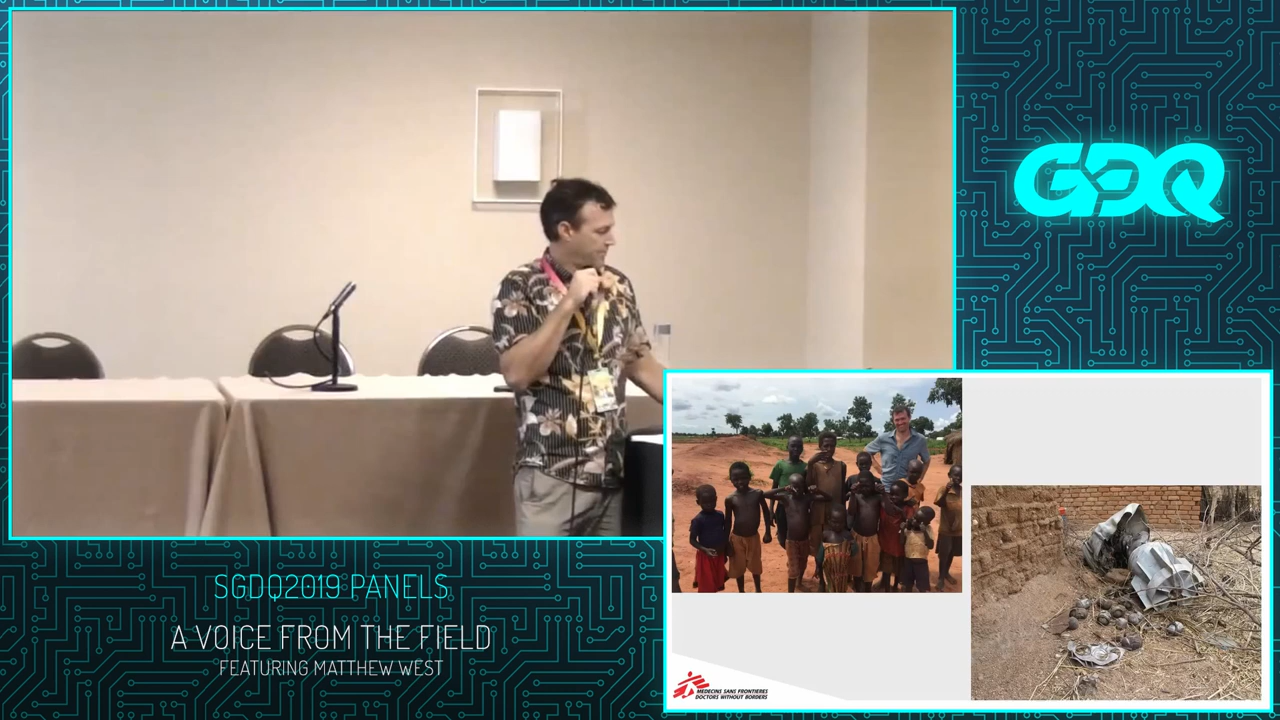 GDQ
SGDQ2019 PANELS
A VOICE FROM THE FIELD
FEATURING MATTHEW WEST
MEDECINS SANS FRONTIERES
DOCTORS WITHOUT BORDERS